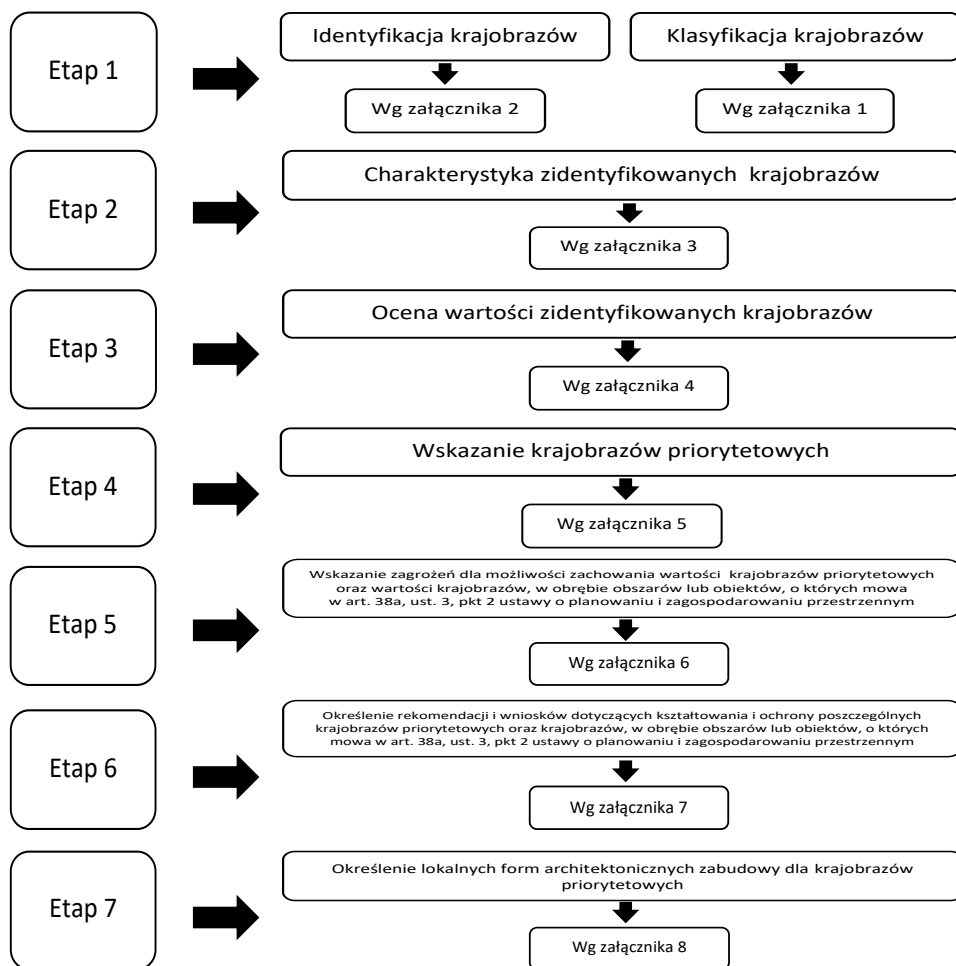 Etap 1
Identyfikacja krajobrazów
Klasyfikacja krajobrazów
Wg załącznika 2
Wg załącznika 1
Etap 2
Charakterystyka zidentyfikowanych krajobrazów
Wg załącznika 3
Etap 3
Ocena wartości zidentyfikowanych krajobrazów
Wg załącznika 4
Etap 4
Wskazanie krajobrazów priorytetowych
Wg załącznika 5
Etap 5
Wskazanie zagrożeń dla możliwości zachowania wartości krajobrazów priorytetowych
oraz wartości krajobrazów, w obrębie obszarów lub obiektów, o których mowa
w art. 38a, ust. 3, pkt 2 ustawy o planowaniu i zagospodarowaniu przestrzennym
Wg załącznika 6
Etap 6
Określenie rekomendacji i wniosków dotyczących kształtowania i ochrony poszczególnych
krajobrazów priorytetowych oraz krajobrazów, w obrębie obszarów lub obiektów, o których
mowa w art. 38a, ust. 3, pkt 2 ustawy o planowaniu i zagospodarowaniu przestrzennym
Wg załącznika 7
Etap 7
Określenie lokalnych form architektonicznych zabudowy dla krajobrazów
priorytetowych
Wg załącznika 8